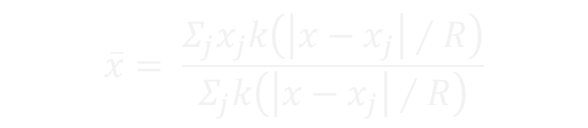 x̄ = Σⱼxⱼk(|x − xⱼ| / R) / Σⱼk(|x − xⱼ| / R)